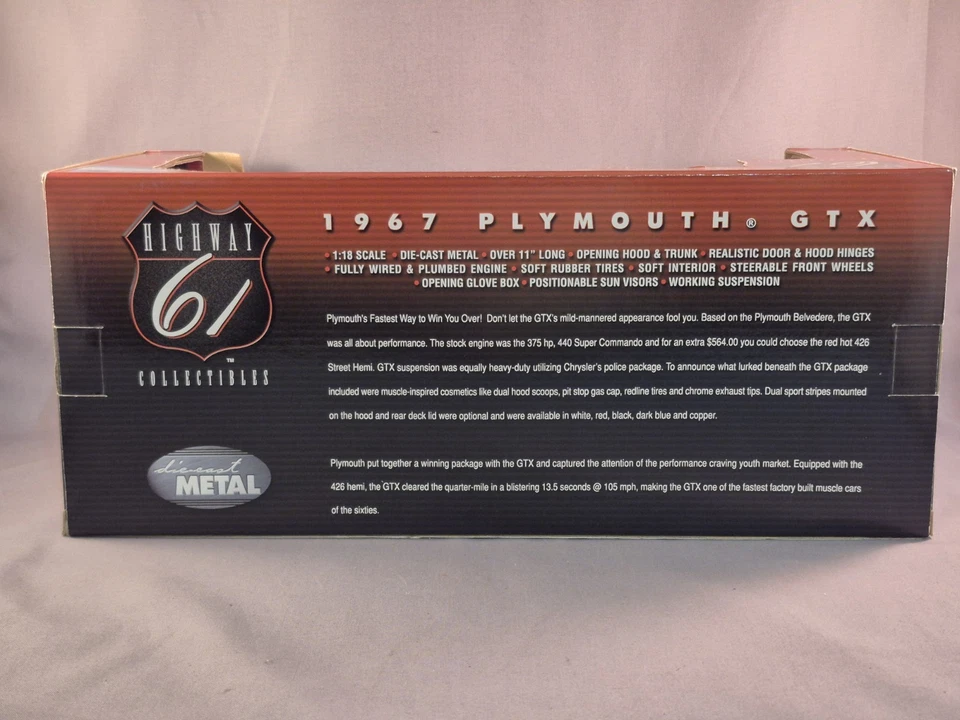 HIGHWAY
61
™
COLLECTIBLES
die-cast
METAL
1967 PLYMOUTH® GTX
• 1:18 SCALE • DIE-CAST METAL • OVER 11" LONG • OPENING HOOD & TRUNK • REALISTIC DOOR & HOOD HINGES
• FULLY WIRED & PLUMBED ENGINE • SOFT RUBBER TIRES • SOFT INTERIOR • STEERABLE FRONT WHEELS
• OPENING GLOVE BOX • POSITIONABLE SUN VISORS • WORKING SUSPENSION
Plymouth's Fastest Way to Win You Over! Don't let the GTX's mild-mannered appearance fool you. Based on the Plymouth Belvedere, the GTX
was all about performance. The stock engine was the 375 hp, 440 Super Commando and for an extra $564.00 you could choose the red hot 426
Street Hemi. GTX suspension was equally heavy-duty utilizing Chrysler's police package. To announce what lurked beneath the GTX package
included were muscle-inspired cosmetics like dual hood scoops, pit stop gas cap, redline tires and chrome exhaust tips. Dual sport stripes mounted
on the hood and rear deck lid were optional and were available in white, red, black, dark blue and copper.
Plymouth put together a winning package with the GTX and captured the attention of the performance craving youth market. Equipped with the
426 hemi, the GTX cleared the quarter-mile in a blistering 13.5 seconds @ 105 mph, making the GTX one of the fastest factory built muscle cars
of the sixties.